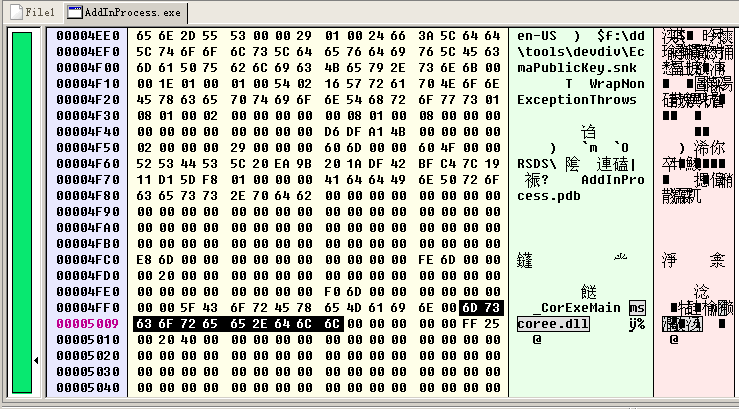 File1 AddInProcess.exe
00004EE0 65 6E 2D 55 53 00 00 29 01 00 24 66 3A 5C 64 64 en-US ) $f:\dd
00004EF0 5C 74 6F 6F 6C 73 5C 64 65 76 64 69 76 5C 45 63 \tools\devdiv\Ec
00004F00 6D 61 50 75 62 6C 69 63 4B 65 79 2E 73 6E 6B 00 maPublicKey.snk
00004F10 00 1E 01 00 01 00 54 02 16 57 72 61 70 4E 6F 6E T WrapNon
00004F20 45 78 63 65 70 74 69 6F 6E 54 68 72 6F 77 73 01 ExceptionThrows
00004F30 08 01 00 02 00 00 00 00 00 08 01 00 08 00 00 00
00004F40 00 00 00 00 00 00 00 00 D6 DF A1 4B 00 00 00 00
00004F50 02 00 00 00 29 00 00 00 60 6D 00 00 60 4F 00 00 ) `m `O
00004F60 52 53 44 53 5C 20 EA 9B 20 1A DF 42 BF C4 7C 19 RSDS\
00004F70 11 D1 5D F8 01 00 00 00 41 64 64 49 6E 50 72 6F AddInPro
00004F80 63 65 73 73 2E 70 64 62 00 00 00 00 00 00 00 00 cess.pdb
00004F90 00 00 00 00 00 00 00 00 00 00 00 00 00 00 00 00
00004FA0 00 00 00 00 00 00 00 00 00 00 00 00 00 00 00 00
00004FB0 00 00 00 00 00 00 00 00 00 00 00 00 00 00 00 00
00004FC0 E8 6D 00 00 00 00 00 00 00 00 00 00 FE 6D 00 00
00004FD0 00 20 00 00 00 00 00 00 00 00 00 00 00 00 00 00
00004FE0 00 00 00 00 00 00 00 00 F0 6D 00 00 00 00 00 00
00004FF0 00 00 5F 43 6F 72 45 78 65 4D 61 69 6E 00 6D 73 _CorExeMain ms
00005009 63 6F 72 65 65 2E 64 6C 6C 00 00 00 00 00 FF 25 coree.dll ÿ%
00005010 00 20 40 00 00 00 00 00 00 00 00 00 00 00 00 00 @
00005020 00 00 00 00 00 00 00 00 00 00 00 00 00 00 00 00
00005030 00 00 00 00 00 00 00 00 00 00 00 00 00 00 00 00
00005040 00 00 00 00 00 00 00 00 00 00 00 00 00 00 00 00